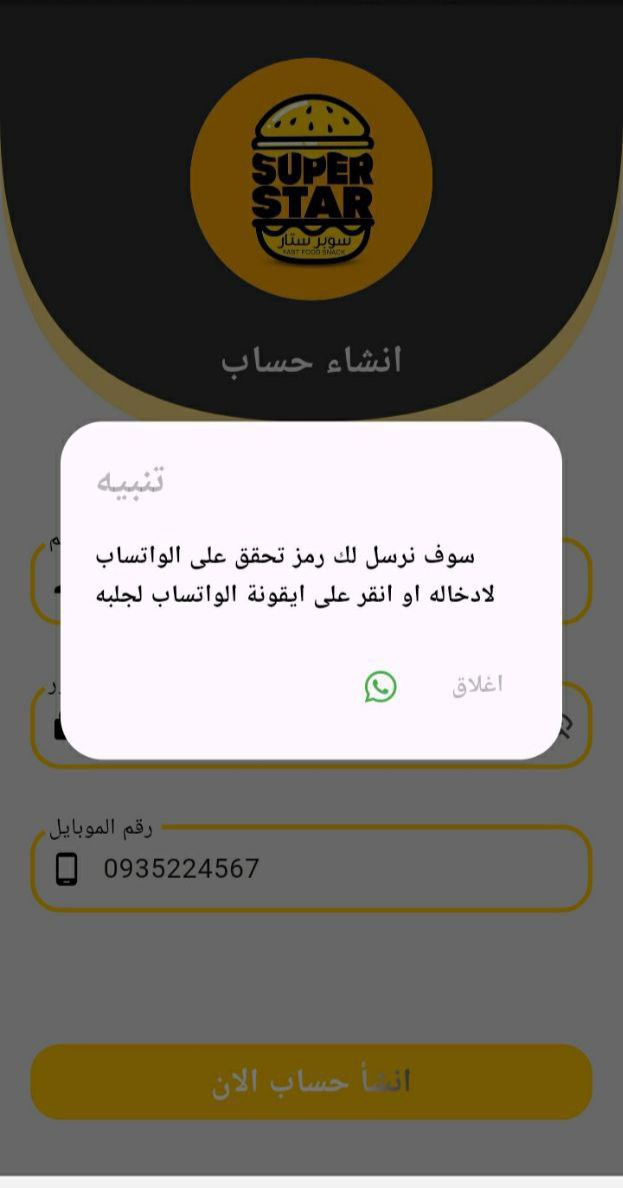 SUPER
STAR
سوبر ستار
FAST FOOD SNACK
انشاء حساب
تنبيه
سوف نرسل لك رمز تحقق على الواتساب
لادخاله او انقر على ايقونة الواتساب لجلبه
اغلاق
رقم الموبايل
0935224567
انشأ حساب الان